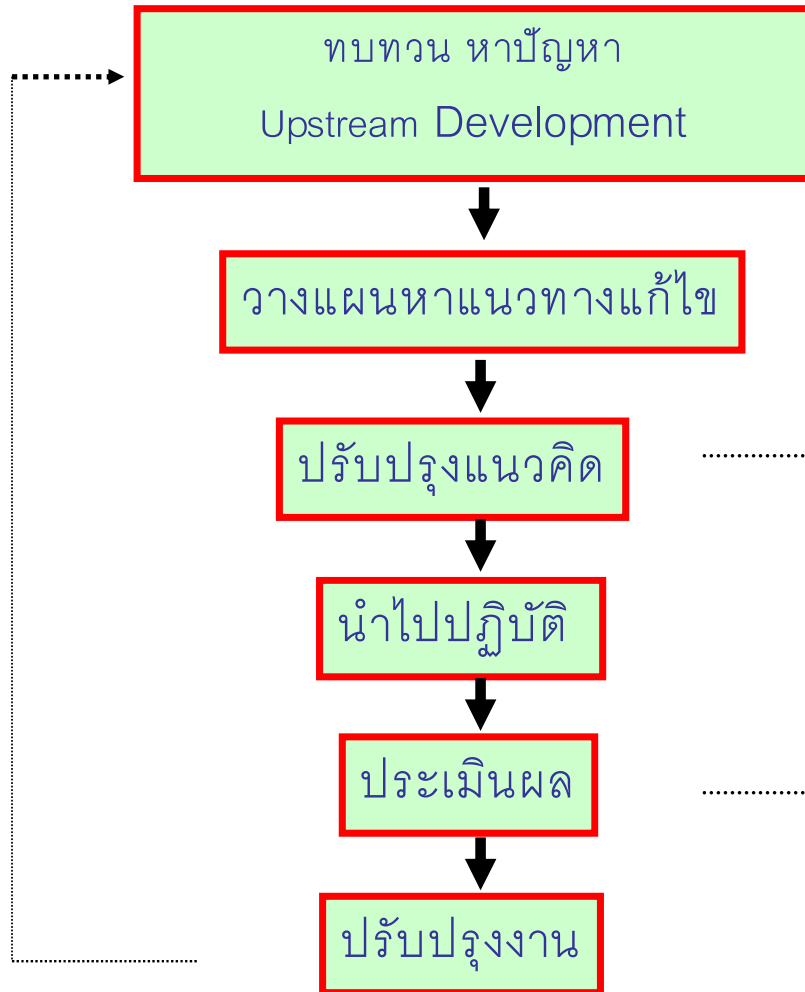 ทบทวน หาปัญหา
Upstream Development
วางแผนหาแนวทางแก้ไข
ปรับปรุงแนวคิด
นำไปปฏิบัติ
ประเมินผล
ปรับปรุงงาน